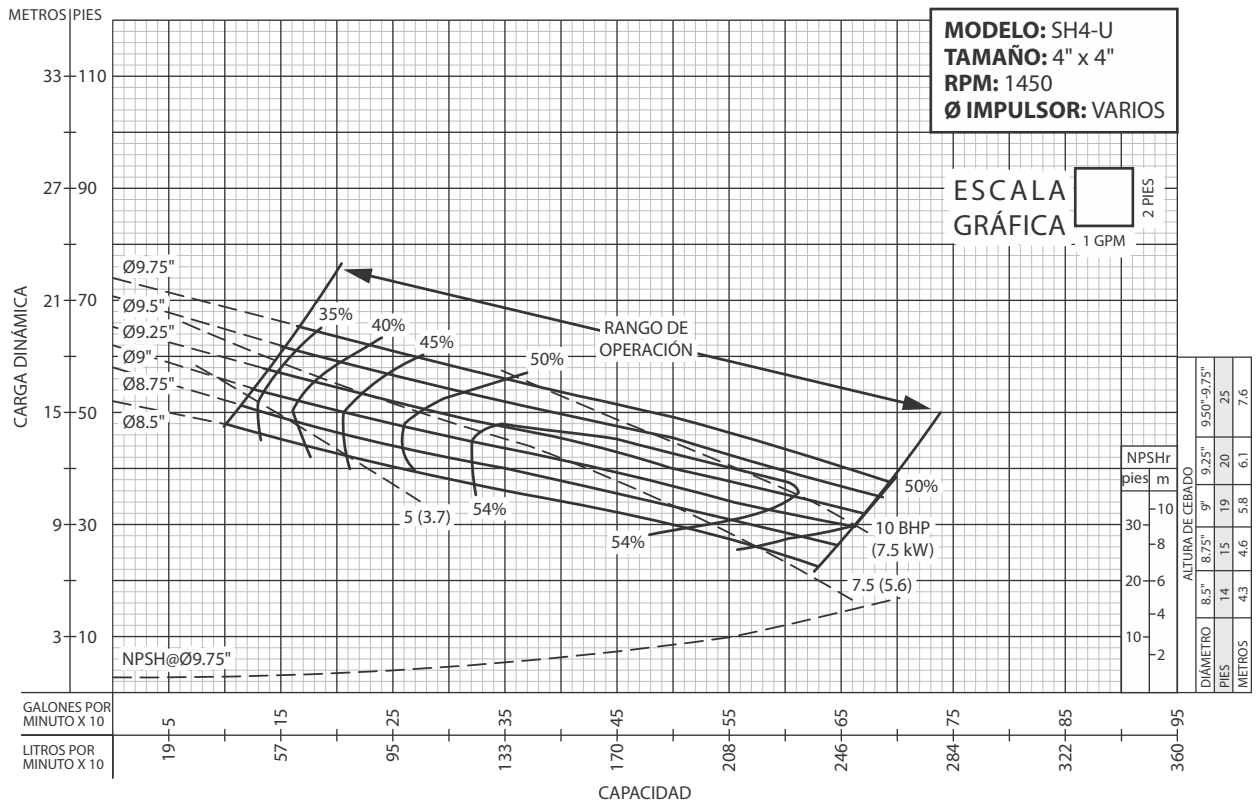 METROS PIES
MODELO: SH4-U
TAMAÑO: 4" x 4"
RPM: 1450
Ø IMPULSOR: VARIOS
33 110
27 90
21 70
15 50
9 30
3 10
CARGA DINÁMICA
ESCALA
GRÁFICA
2 PIES
1 GPM
Ø9.75"
Ø9.5"
Ø9.25"
Ø9"
Ø8.75"
Ø8.5"
35%
40%
45%
50%
RANGO DE
OPERACIÓN
54%
54%
50%
5 (3.7)
10 BHP
(7.5 kW)
7.5 (5.6)
NPSH@Ø9.75"
NPSHr
pies m
10
30
8
20 6
4
10
2
ALTURA DE CEBADO
DIÁMETRO 8.5" 8.75" 9" 9.25" 9.50"-9.75"
PIES 14 15 19 20 25
METROS 4.3 4.6 5.8 6.1 7.6
GALONES POR
MINUTO X 10
5 15 25 35 45 55 65 75 85 95
LITROS POR
MINUTO X 10
19 57 95 133 170 208 246 284 322 360
CAPACIDAD